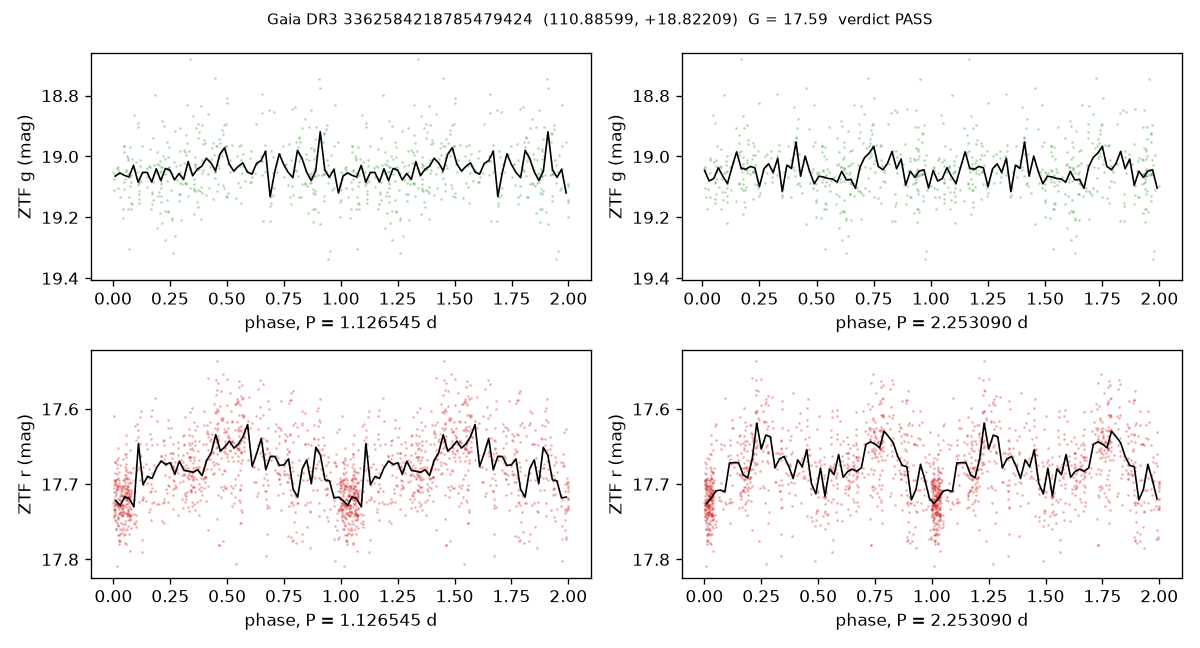 Gaia DR3 3362584218785479424 (110.88599, +18.82209) G = 17.59 verdict PASS
ZTF g (mag)
18.8
19.0
19.2
19.4
0.00 0.25 0.50 0.75 1.00 1.25 1.50 1.75 2.00
phase, P = 1.126545 d
ZTF g (mag)
18.8
19.0
19.2
19.4
0.00 0.25 0.50 0.75 1.00 1.25 1.50 1.75 2.00
phase, P = 2.253090 d
ZTF r (mag)
17.6
17.7
17.8
0.00 0.25 0.50 0.75 1.00 1.25 1.50 1.75 2.00
phase, P = 1.126545 d
ZTF r (mag)
17.6
17.7
17.8
0.00 0.25 0.50 0.75 1.00 1.25 1.50 1.75 2.00
phase, P = 2.253090 d